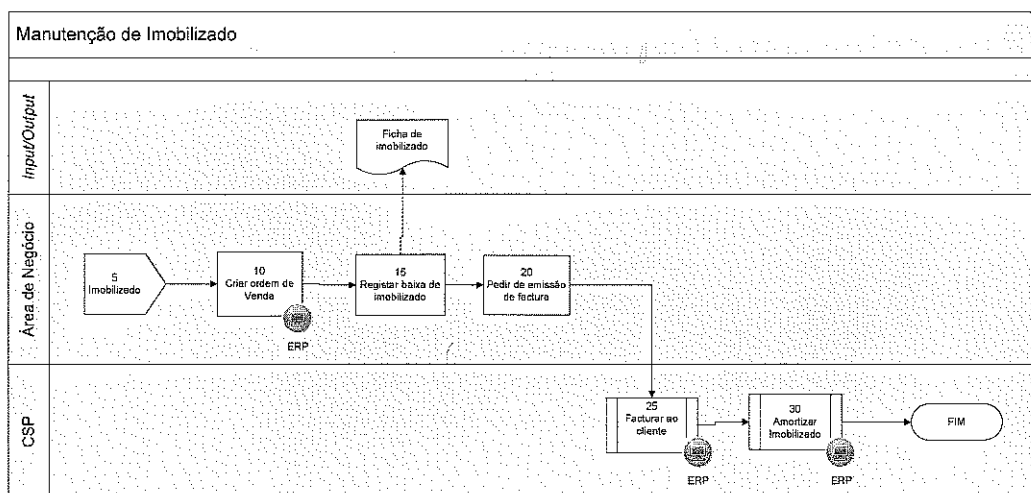 Manutenção de Imobilizado
Input/Output
Ficha de
imobilizado
Área de Negócio
5
Imobilizado
10
Criar ordem de
Venda
ERP
15
Registar baixa de
imobilizado
20
Pedir de emissão
de factura
CSP
25
Facturar ao
cliente
ERP
30
Amortizar
Imobilizado
ERP
FIM